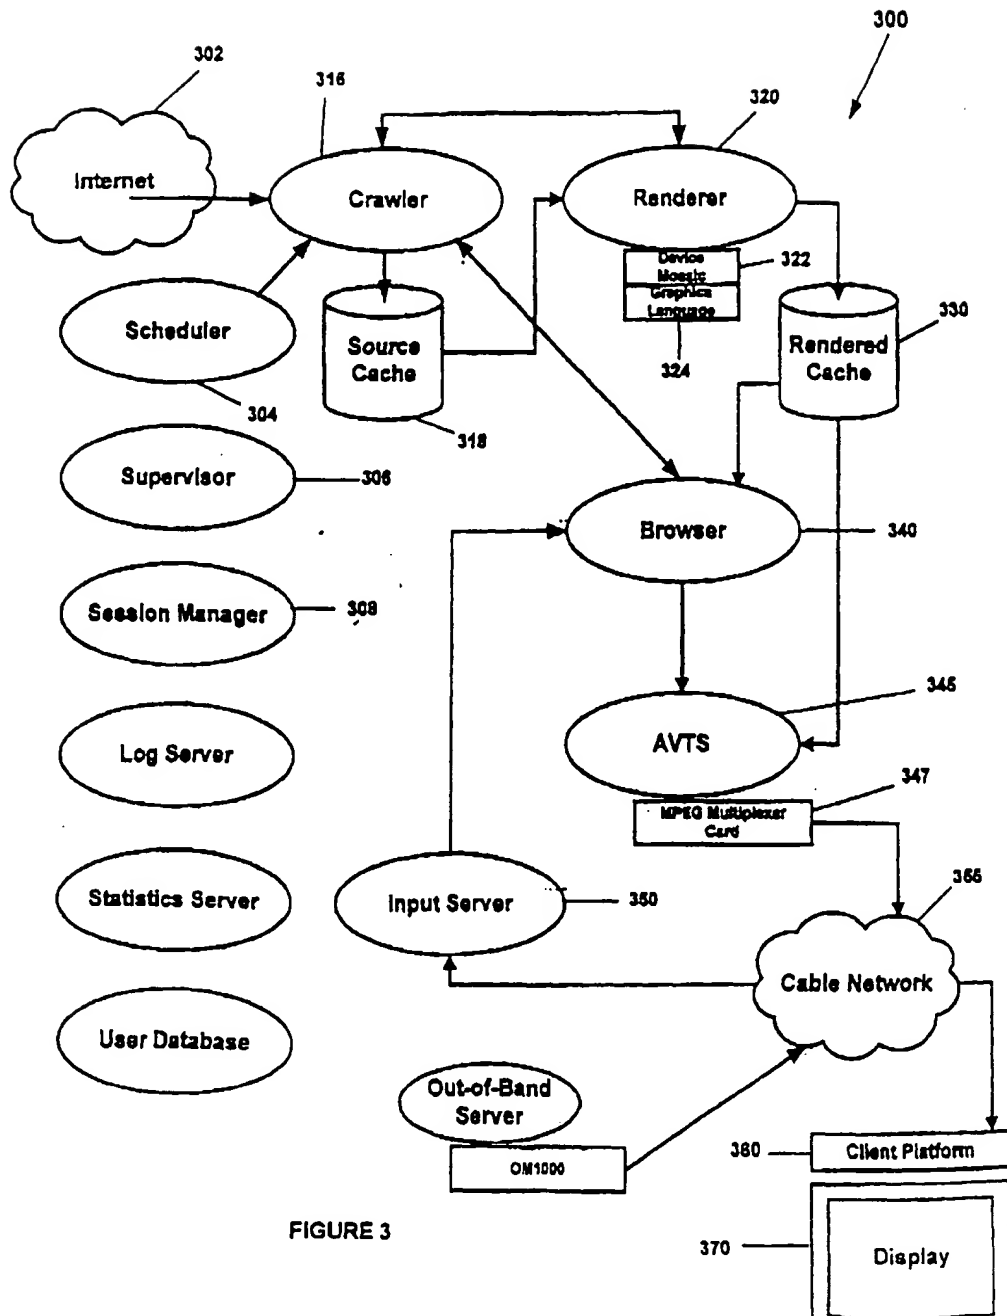 300
302
316
320
Internet
Crawler
Renderer
Device
Mosaic
322
Graphics
Language
324
330
Scheduler
304
Source
Cache
318
Rendered
Cache
Supervisor
306
Browser
340
Session Manager
308
345
Log Server
AVTS
347
MPEG Multiplexer
Card
355
Statistics Server
Input Server
350
Cable Network
User Database
Out-of-Band
Server
OM1000
380
Client Platform
FIGURE 3
370
Display